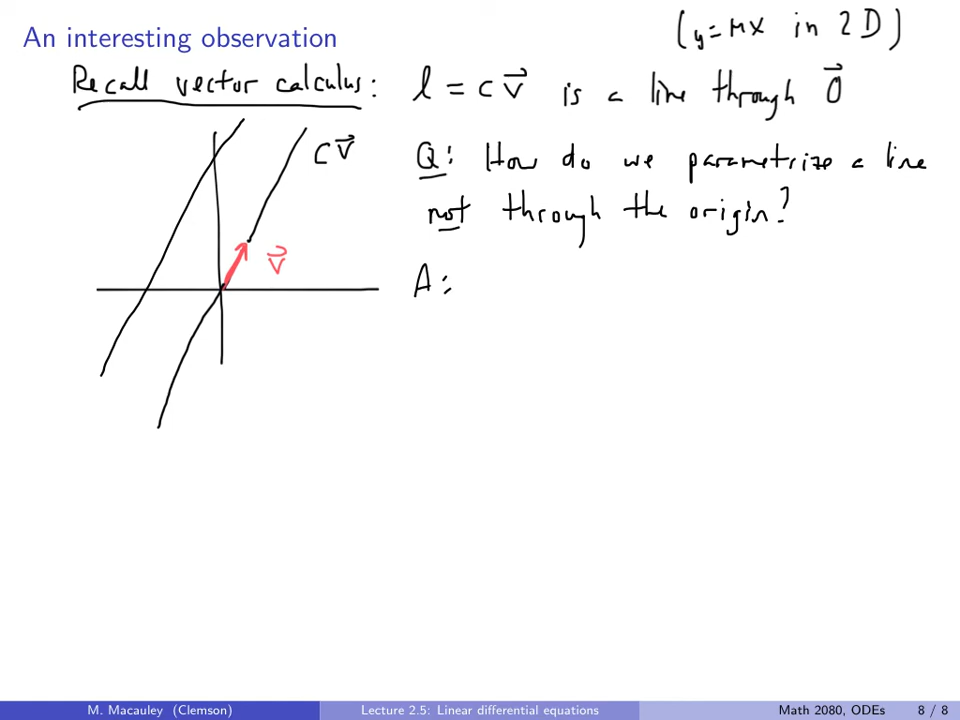 An interesting observation
(y=mx in 2D)
Recall vector calculus: l = c v⃗ is a line through 0⃗
c v⃗
Q: How do we parametrize a line
not through the origin?
v⃗
A:
M. Macauley (Clemson) Lecture 2.5: Linear differential equations Math 2080, ODEs 8 / 8